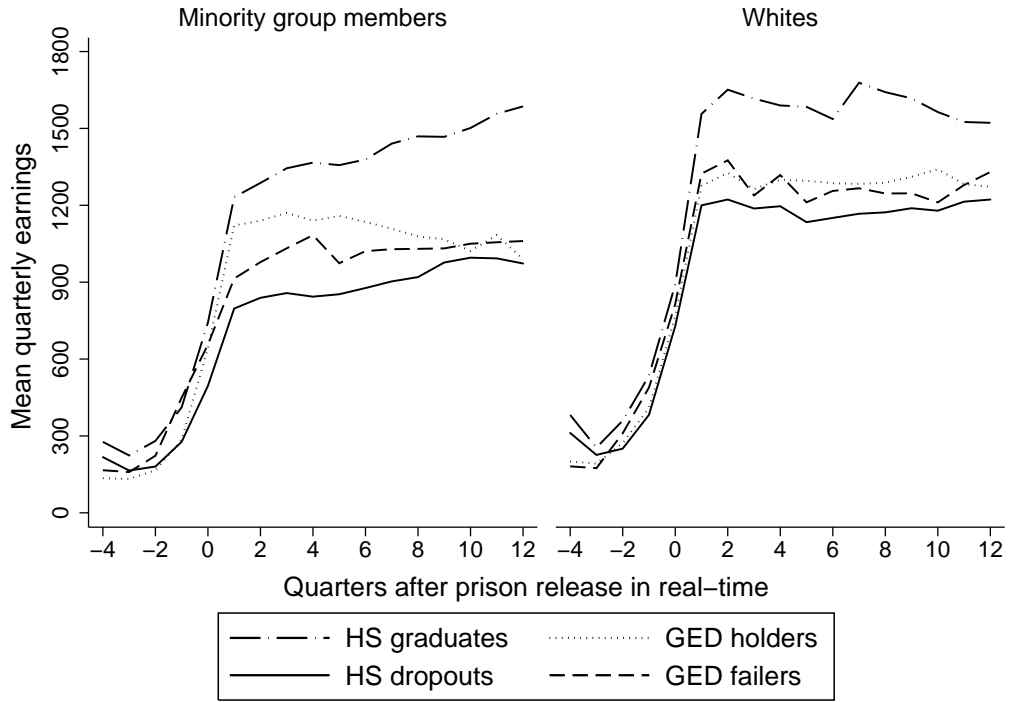 Minority group members
Whites
Mean quarterly earnings
1800
1500
1200
900
600
300
0
−4 −2 0 2 4 6 8 10 12
−4 −2 0 2 4 6 8 10 12
Quarters after prison release in real−time
HS graduates GED holders
HS dropouts GED failers